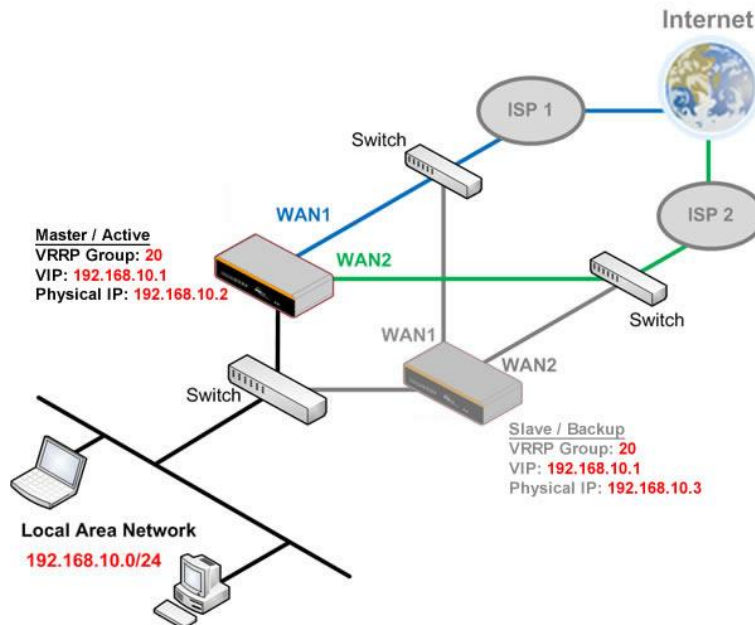 Internet
ISP 1
Switch
WAN1
Master / Active
VRRP Group: 20
VIP: 192.168.10.1
Physical IP: 192.168.10.2
WAN2
ISP 2
Switch
WAN1
WAN2
Switch
Slave / Backup
VRRP Group: 20
VIP: 192.168.10.1
Physical IP: 192.168.10.3
Local Area Network
192.168.10.0/24